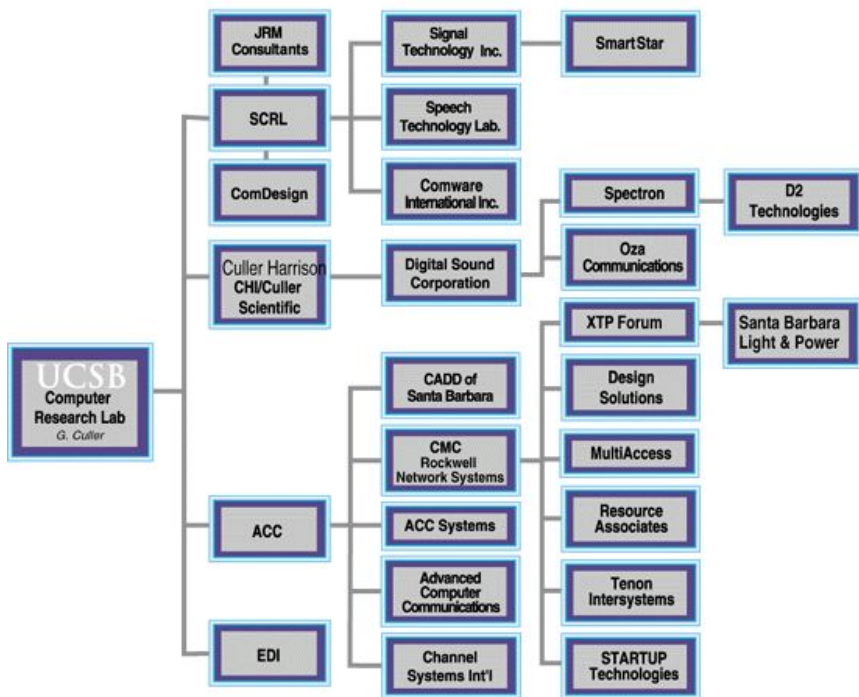 JRM
Consultants
SCRL
ComDesign
Signal
Technology Inc.
SmartStar
Speech
Technology Lab.
Comware
International Inc.
Culler Harrison
CHI/Culler
Scientific
Digital Sound
Corporation
Spectron
D2
Technologies
Oza
Communications
UCSB
Computer
Research Lab
G. Culler
ACC
EDI
CADD of
Santa Barbara
CMC
Rockwell
Network Systems
ACC Systems
Advanced
Computer
Communications
Channel
Systems Int'l
XTP Forum
Santa Barbara
Light & Power
Design
Solutions
MultiAccess
Resource
Associates
Tenon
Intersystems
STARTUP
Technologies